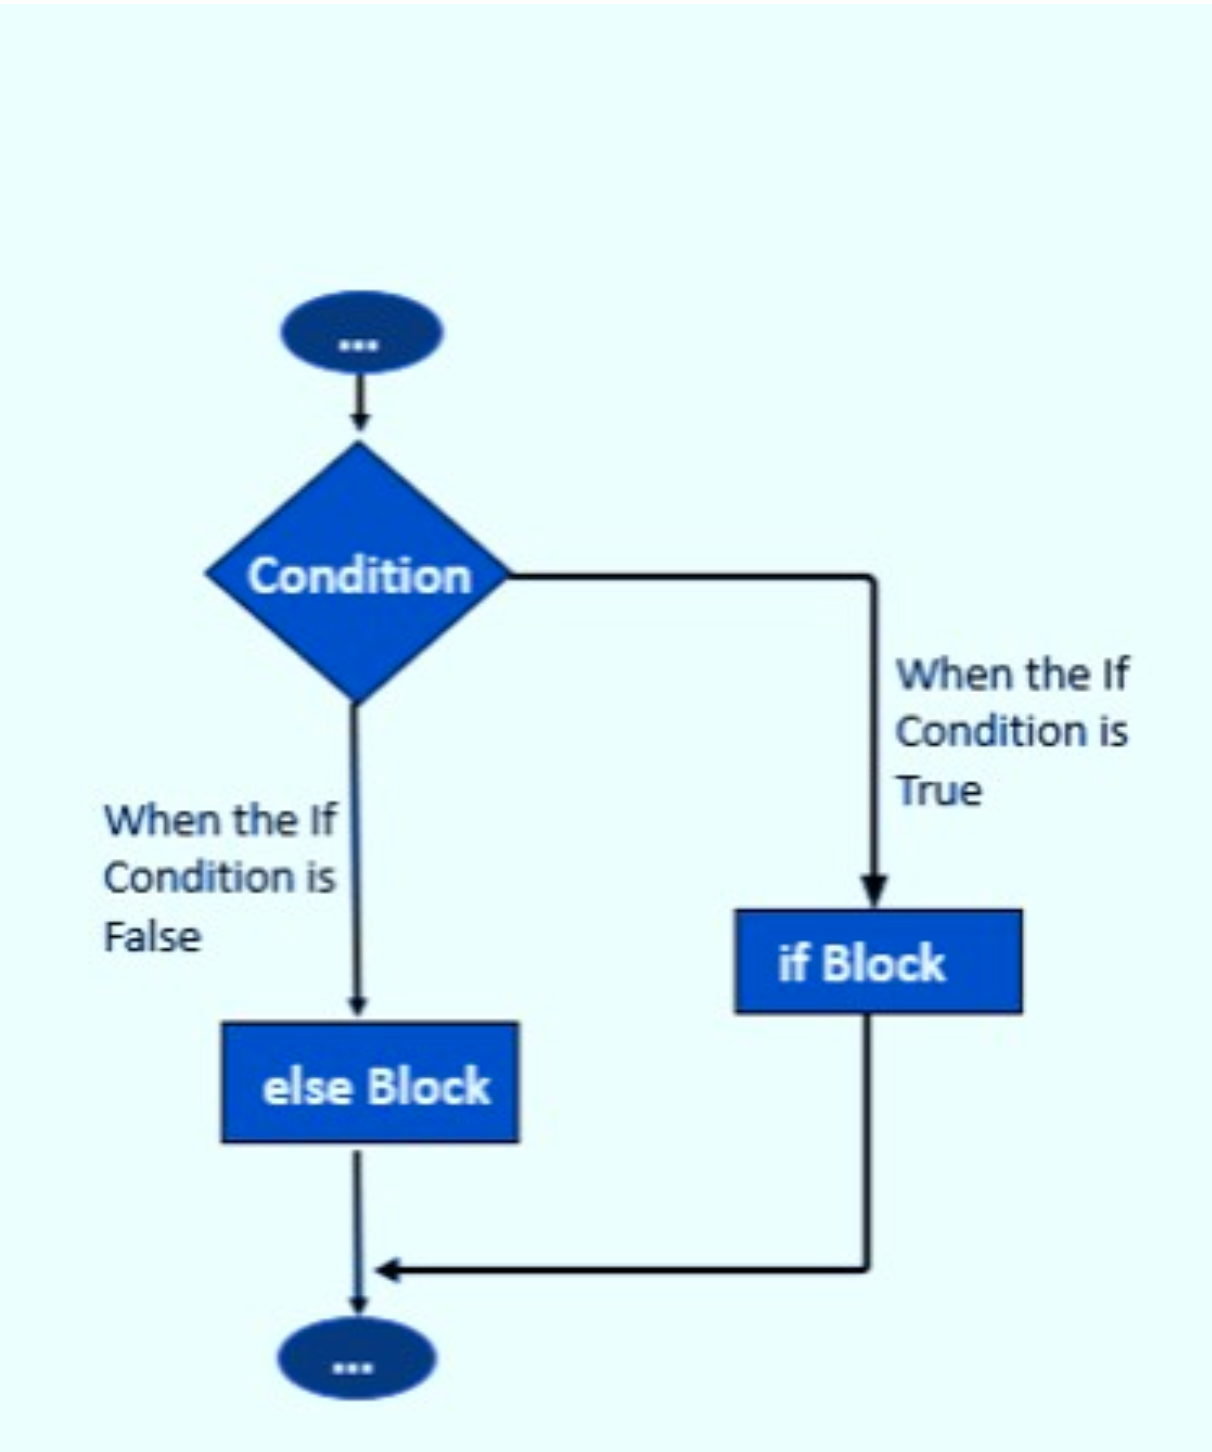 ...
Condition
When the If
Condition is
True
When the If
Condition is
False
if Block
else Block
...